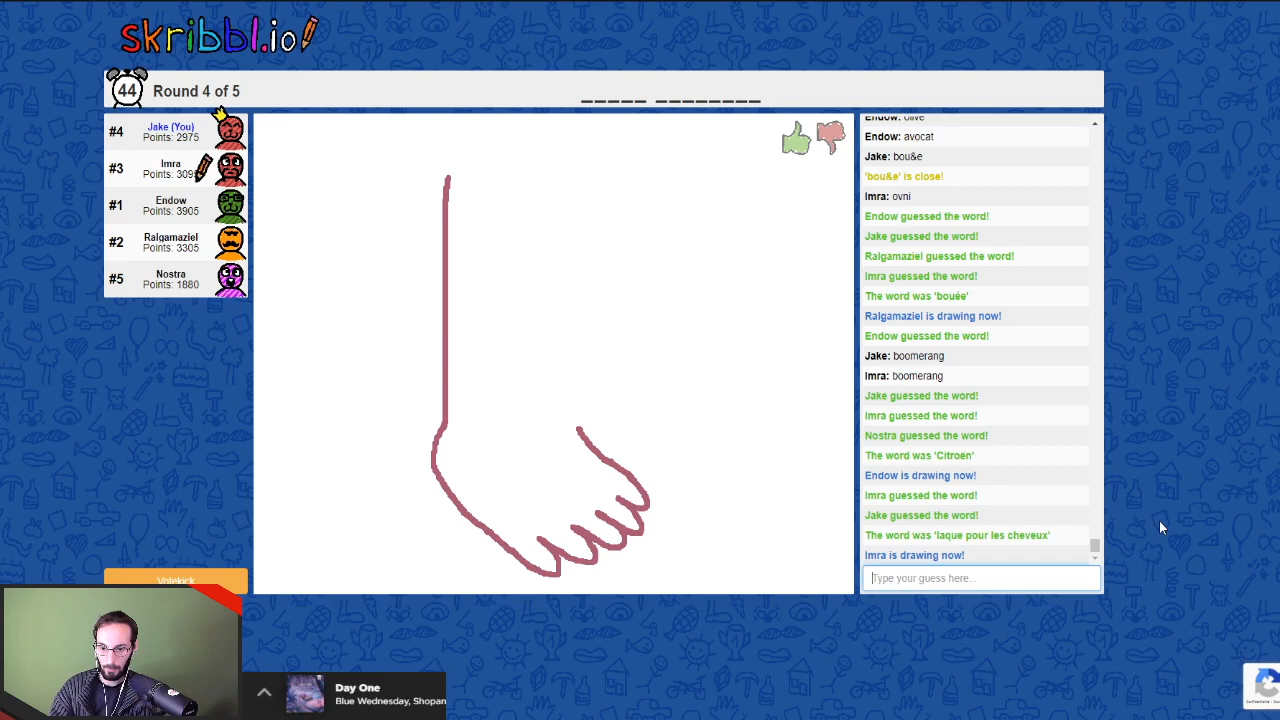 skribbl.io
44
Round 4 of 5
_____ ________
#4
Jake (You)
Points: 2975
#3
Imra
#1
Endow
Points: 3905
#2
Ralgamaziel
Points: 3305
#5
Nostra
Points: 1880
Votekick
Endow: olive
Endow: avocat
Jake: bou&e
'bou&e' is close!
Imra: ovni
Endow guessed the word!
Jake guessed the word!
Ralgamaziel guessed the word!
Imra guessed the word!
The word was 'bouée'
Ralgamaziel is drawing now!
Endow guessed the word!
Jake: boomerang
Imra: boomerang
Jake guessed the word!
Imra guessed the word!
Nostra guessed the word!
The word was 'Citroën'
Endow is drawing now!
Imra guessed the word!
Jake guessed the word!
The word was 'laque pour les cheveux'
Imra is drawing now!
Type your guess here...
Day One
Blue Wednesday, Shopan